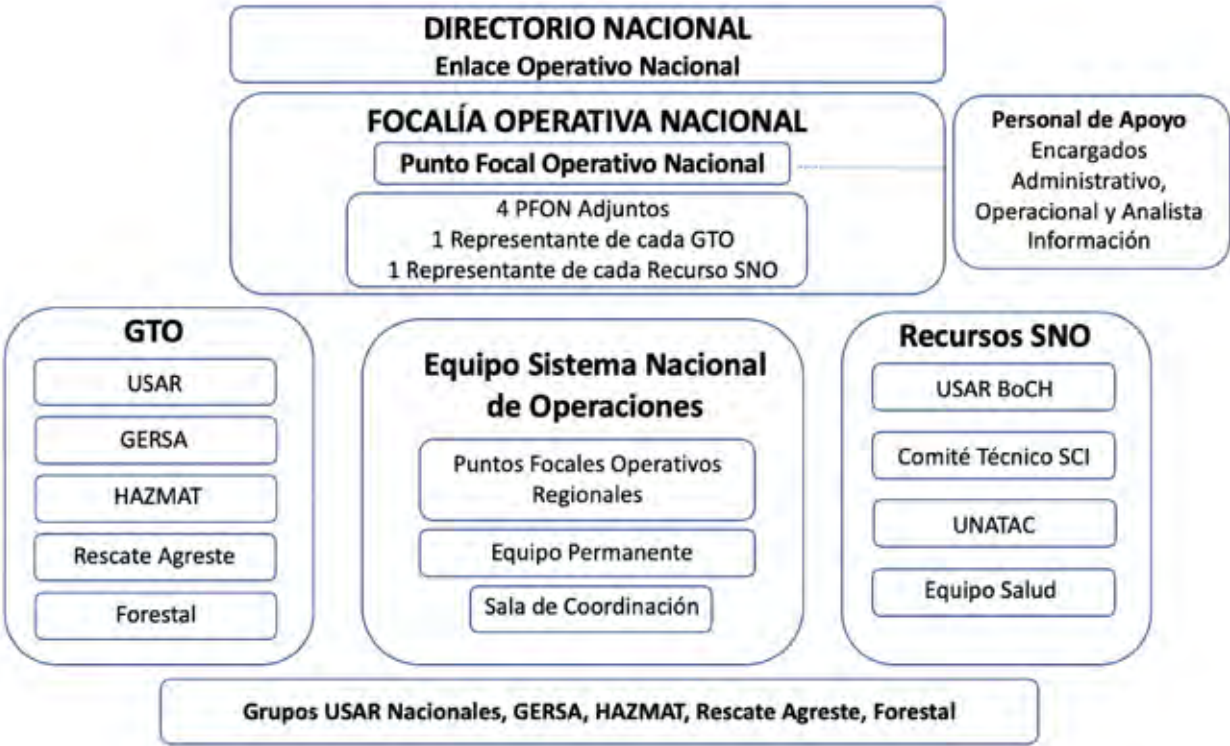 DIRECTORIO NACIONAL
Enlace Operativo Nacional
FOCALÍA OPERATIVA NACIONAL
Punto Focal Operativo Nacional
4 PFON Adjuntos
1 Representante de cada GTO
1 Representante de cada Recurso SNO
Personal de Apoyo
Encargados
Administrativo,
Operacional y Analista
Información
GTO
USAR
GERSA
HAZMAT
Rescate Agreste
Forestal
Equipo Sistema Nacional
de Operaciones
Puntos Focales Operativos
Regionales
Equipo Permanente
Sala de Coordinación
Recursos SNO
USAR BoCH
Comité Técnico SCI
UNATAC
Equipo Salud
Grupos USAR Nacionales, GERSA, HAZMAT, Rescate Agreste, Forestal